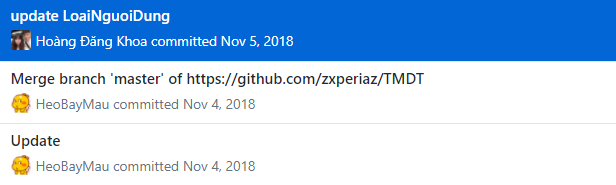 update LoaiNguoiDung
Hoàng Đăng Khoa committed Nov 5, 2018
Merge branch 'master' of https://github.com/zxperiaz/TMDT
HeoBayMau committed Nov 4, 2018
Update
HeoBayMau committed Nov 4, 2018